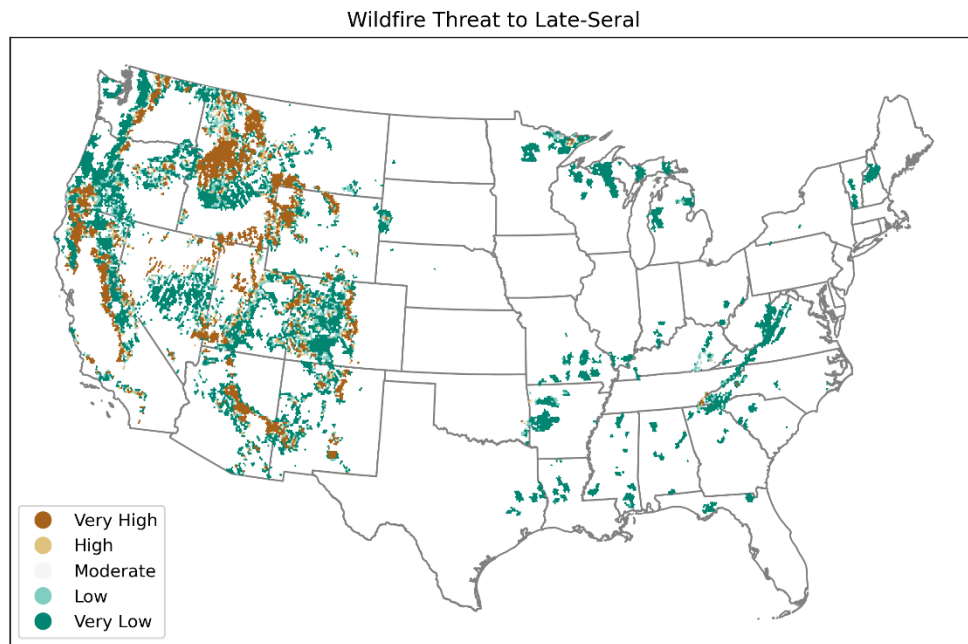 Wildfire Threat to Late-Seral
Very High
High
Moderate
Low
Very Low